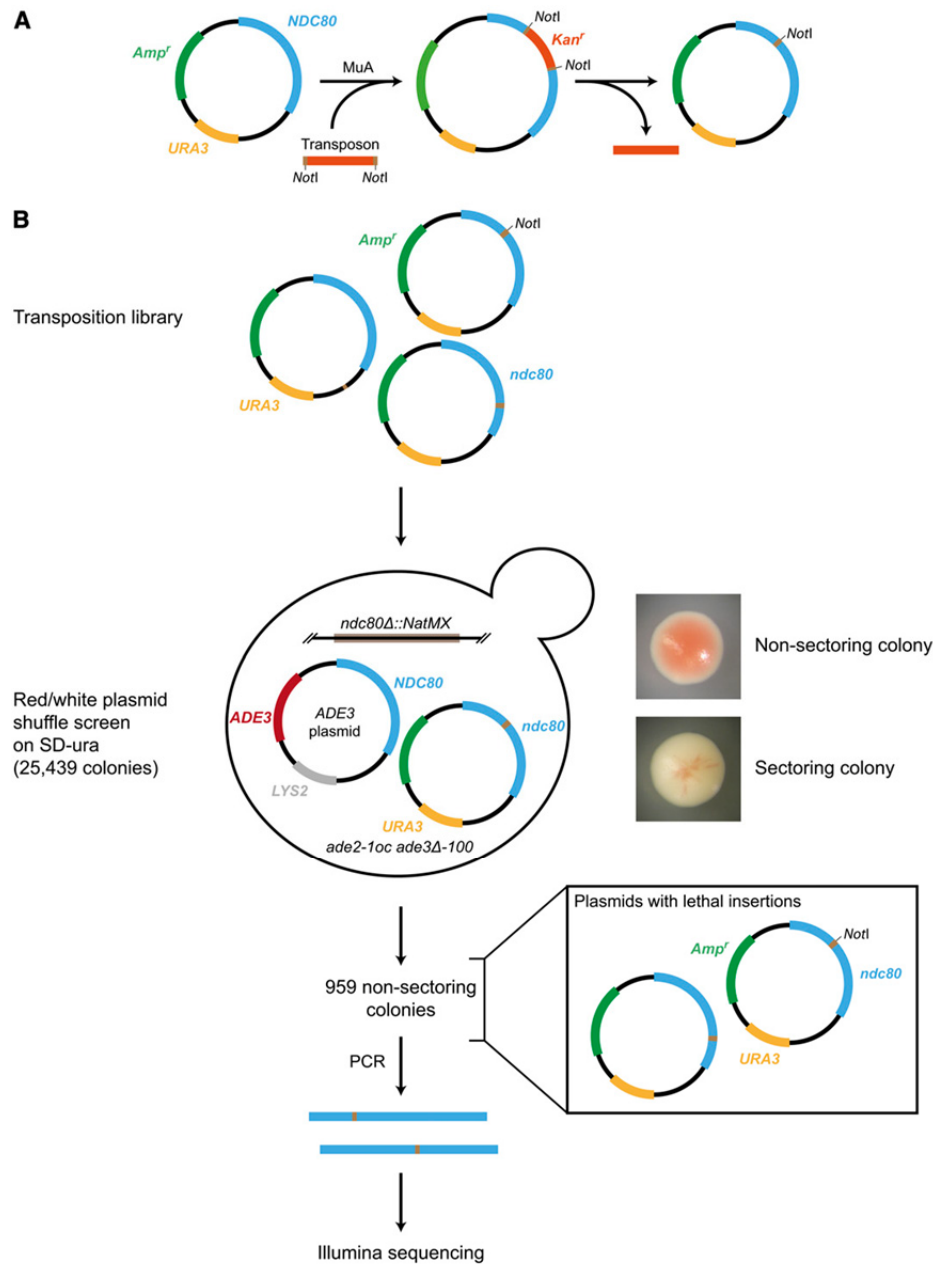 A
NDC80
Ampʳ
URA3
MuA
Transposon
NotI
NotI
NotI
Kanʳ
NotI
NotI
B
Transposition library
Ampʳ
NotI
URA3
ndc80
Red/white plasmid
shuffle screen
on SD-ura
(25,439 colonies)
ndc80Δ::NatMX
NDC80
ADE3
ADE3
plasmid
LYS2
ndc80
URA3
ade2-1oc ade3Δ-100
Non-sectoring colony
Sectoring colony
959 non-sectoring
colonies
Plasmids with lethal insertions
Ampʳ
NotI
ndc80
URA3
PCR
Illumina sequencing